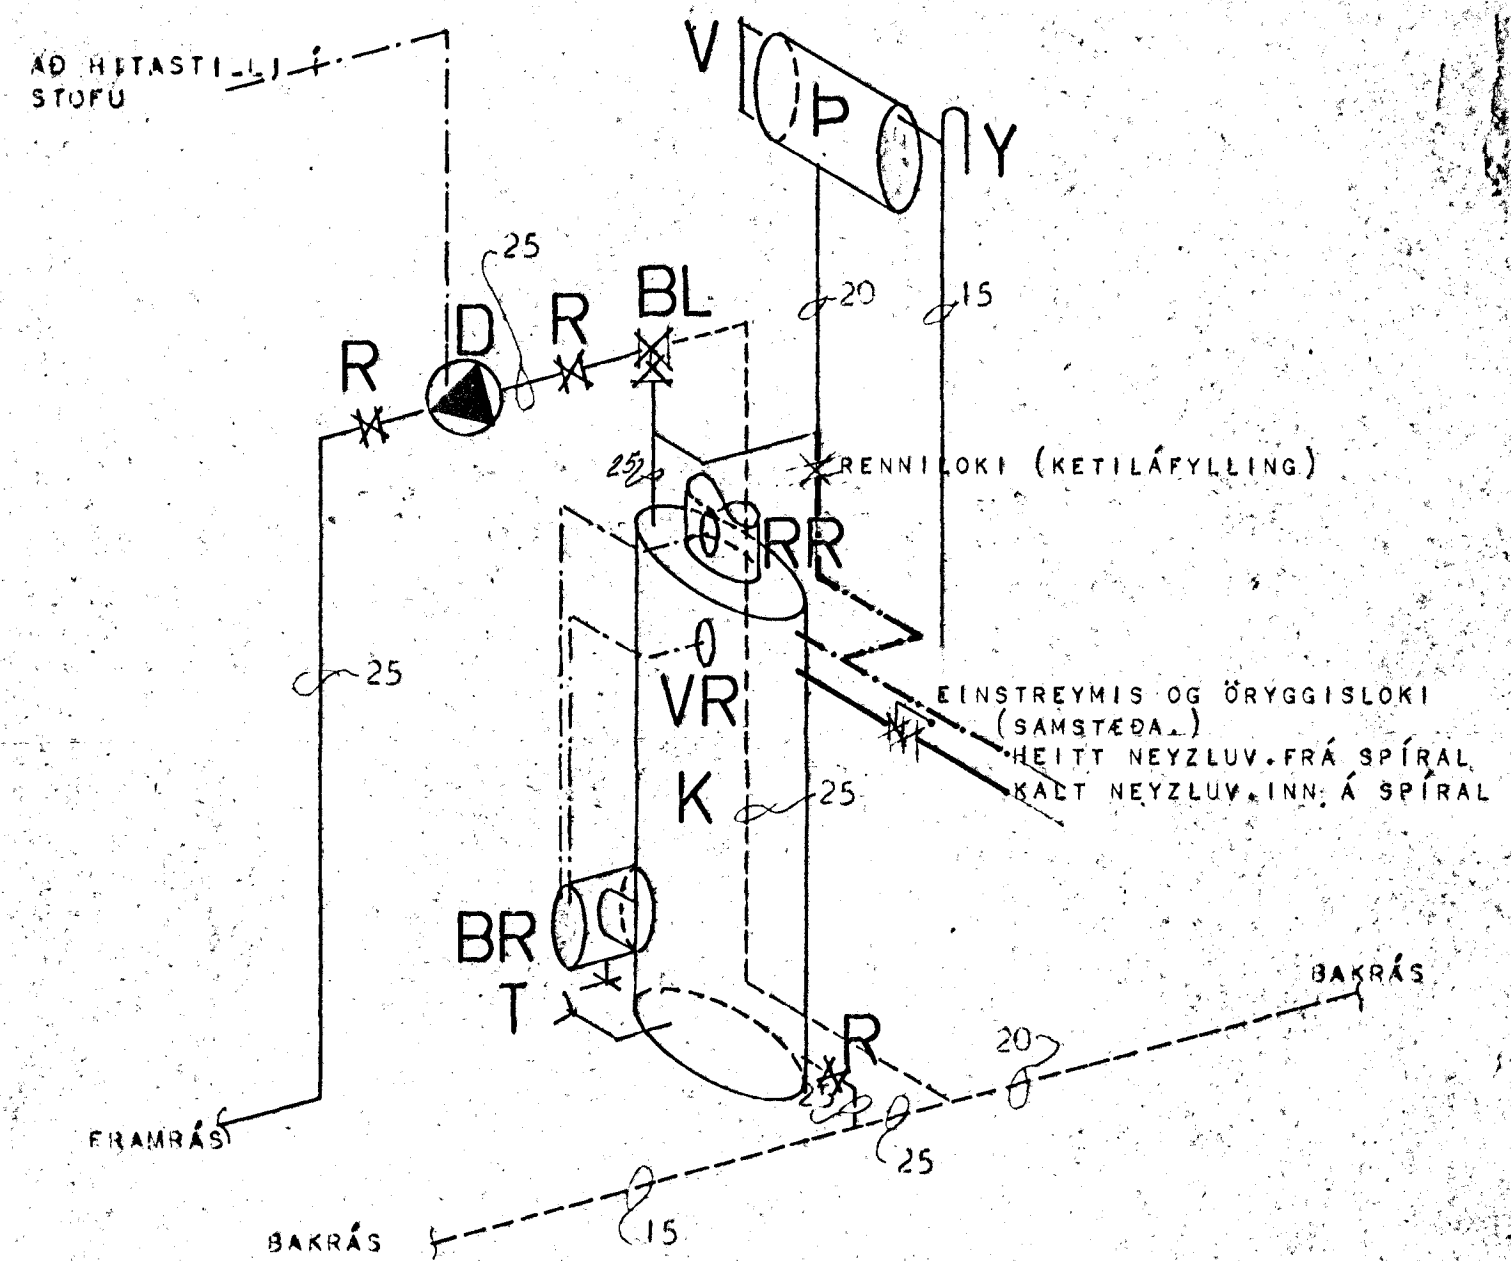 AÐ HITASTILLI Í
STOFU
V
Þ
Y
25
20
15
BL
R
D
R
25
RENNILOKI (KETILÁFYLLING)
RR
25
VR
EINSTREYMIS OG ÖRYGGISLOKI
(SAMSTÆÐA.)
HEITT NEYZLUV.FRÁ SPÍRAL
KALT NEYZLUV.INN Á SPÍRAL
K
25
BR
T
BAKRÁS
R
20
25
FRAMRÁS
25
15
BAKRÁS